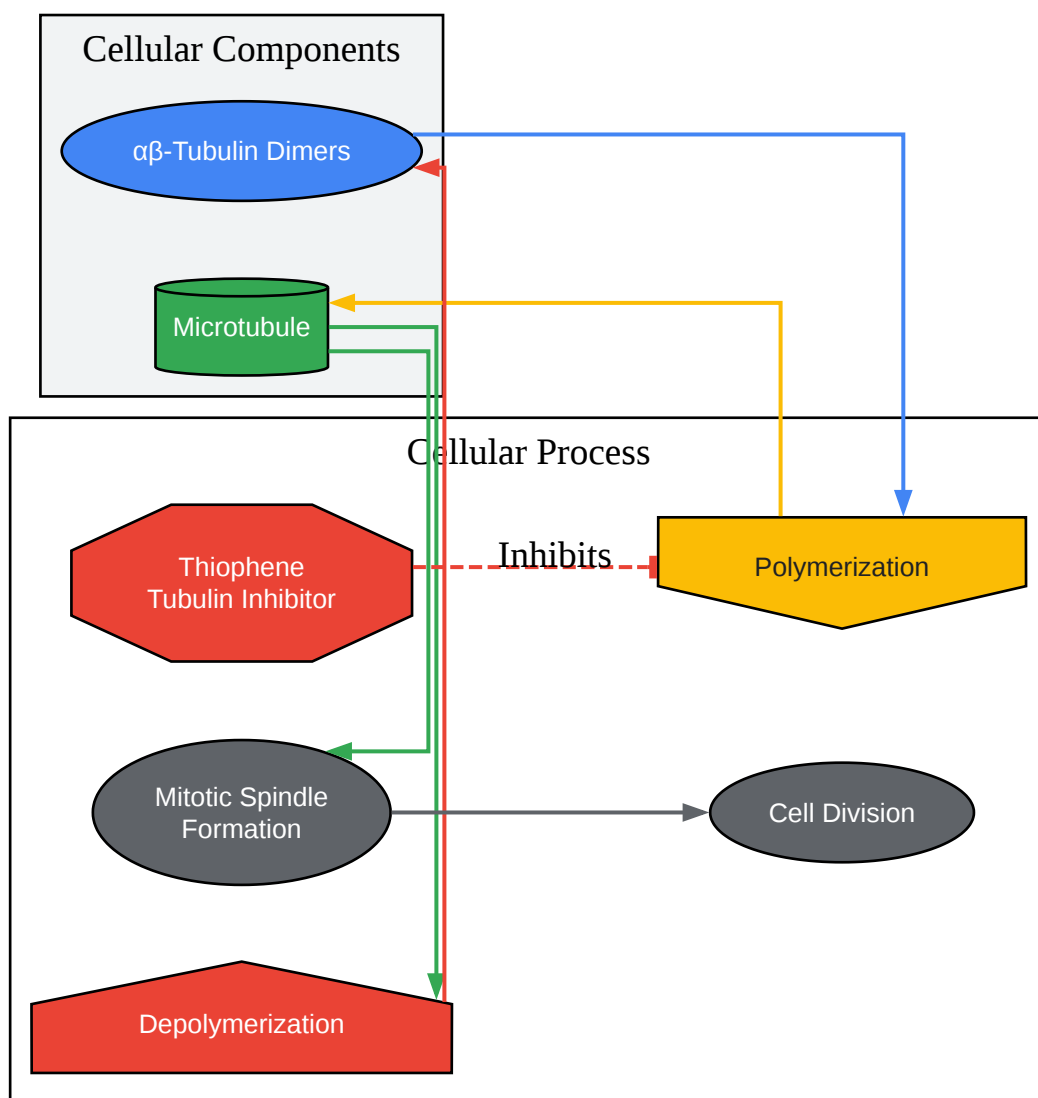 Cellular Components
αβ-Tubulin Dimers
Microtubule
Cellular Process
Thiophene
Tubulin Inhibitor
Inhibits
Polymerization
Mitotic Spindle
Formation
Cell Division
Depolymerization